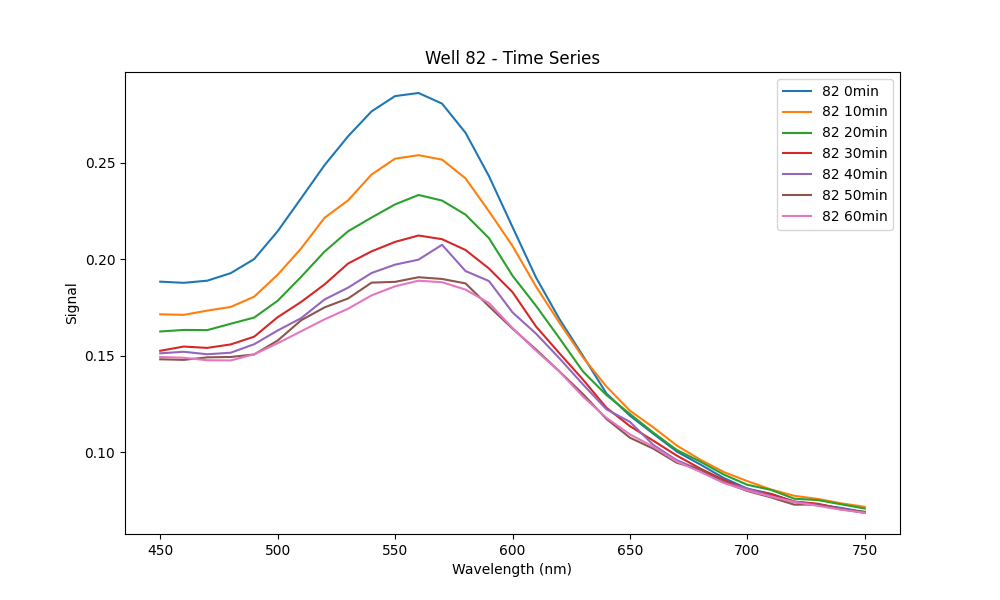 Well 82 - Time Series
82 0min
82 10min
82 20min
82 30min
82 40min
82 50min
82 60min
Signal
0.25
0.20
0.15
0.10
450 500 550 600 650 700 750
Wavelength (nm)